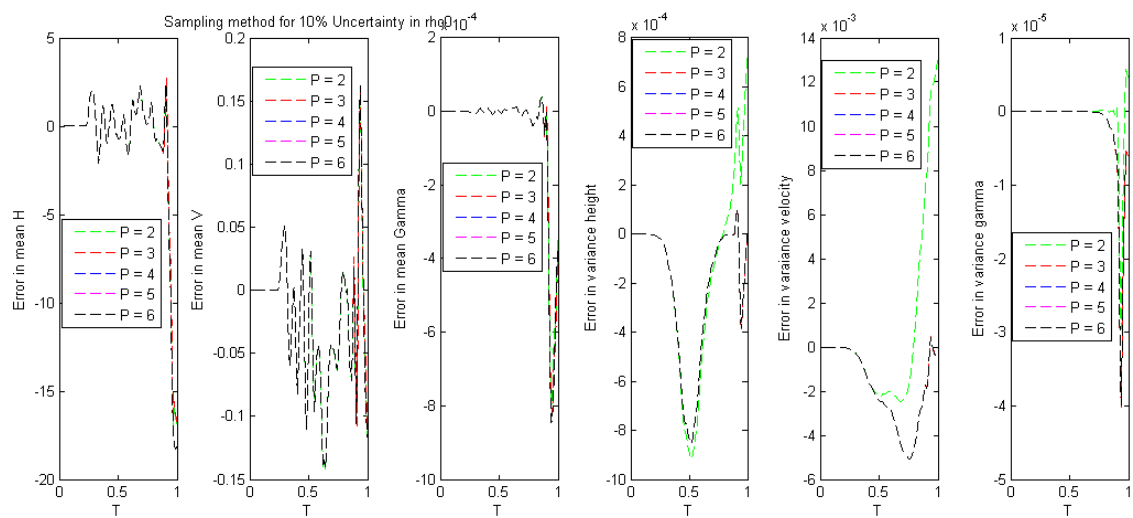 Sampling method for 10% Uncertainty in rho0
x 10^-4
x 10^-4
x 10^-3
x 10^-5
Error in mean H
5
0
-5
-10
-15
-20
0
0.5
1
T
P = 2
P = 3
P = 4
P = 5
P = 6
Error in mean V
0.2
0.15
0.1
0.05
0
-0.05
-0.1
-0.15
0
0.5
1
T
P = 2
P = 3
P = 4
P = 5
P = 6
Error in mean Gamma
2
0
-2
-4
-6
-8
-10
0
0.5
1
T
P = 2
P = 3
P = 4
P = 5
P = 6
Error in variance height
8
6
4
2
0
-2
-4
-6
-8
-10
0
0.5
1
T
P = 2
P = 3
P = 4
P = 5
P = 6
Error in varaiance velocity
14
12
10
8
6
4
2
0
-2
-4
-6
0
0.5
1
T
P = 2
P = 3
P = 4
P = 5
P = 6
Error in variance gamma
1
0
-1
-2
-3
-4
-5
0
0.5
1
T
P = 2
P = 3
P = 4
P = 5
P = 6